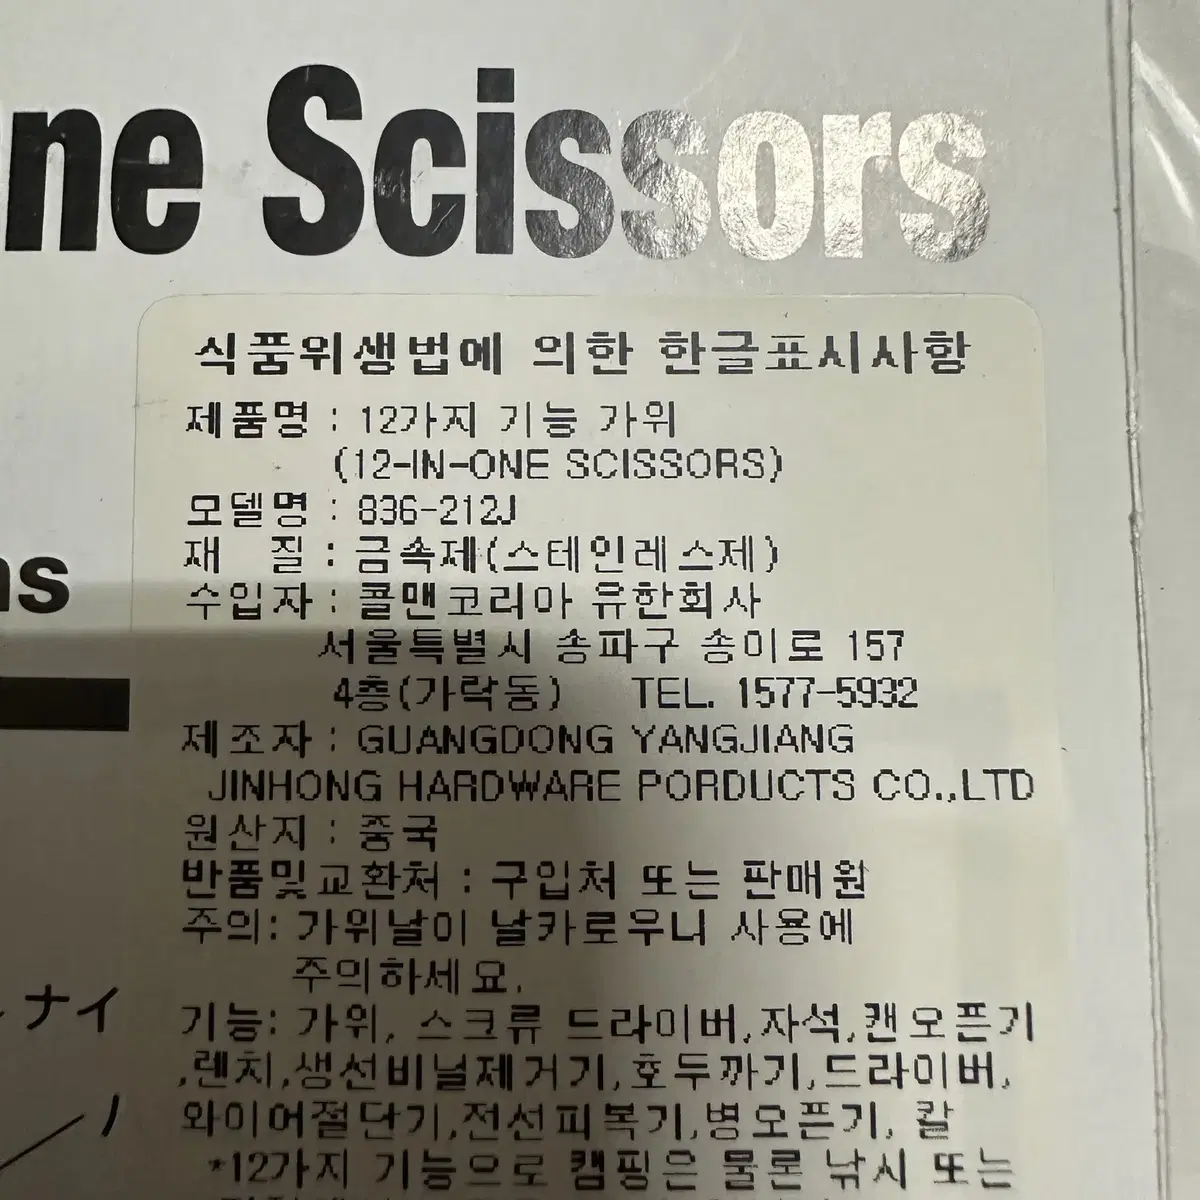 ne Scissors
식품위생법에 의한 한글표시사항
제품명 : 12가지 기능 가위
(12-IN-ONE SCISSORS)
모델명 : 836-212J
재 질 : 금속제(스테인레스제)
수입자 : 콜맨코리아 유한회사
서울특별시 송파구 송이로 157
4층(가락동) TEL. 1577-5932
제조자 : GUANGDONG YANGJIANG
JINHONG HARDWARE PORDUCTS CO.,LTD
원산지 : 중국
반품및교환처 : 구입처 또는 판매원
주의: 가위날이 날카로우니 사용에
주의하세요.
기능: 가위, 스크류 드라이버,자석,캔오픈기
,렌치,생선비늘제거기,호두까기,드라이버,
와이어절단기,전선피복기,병오픈기, 칼
*12가지 기능으로 캠핑은 물론 낚시 또는
ns
ナイ